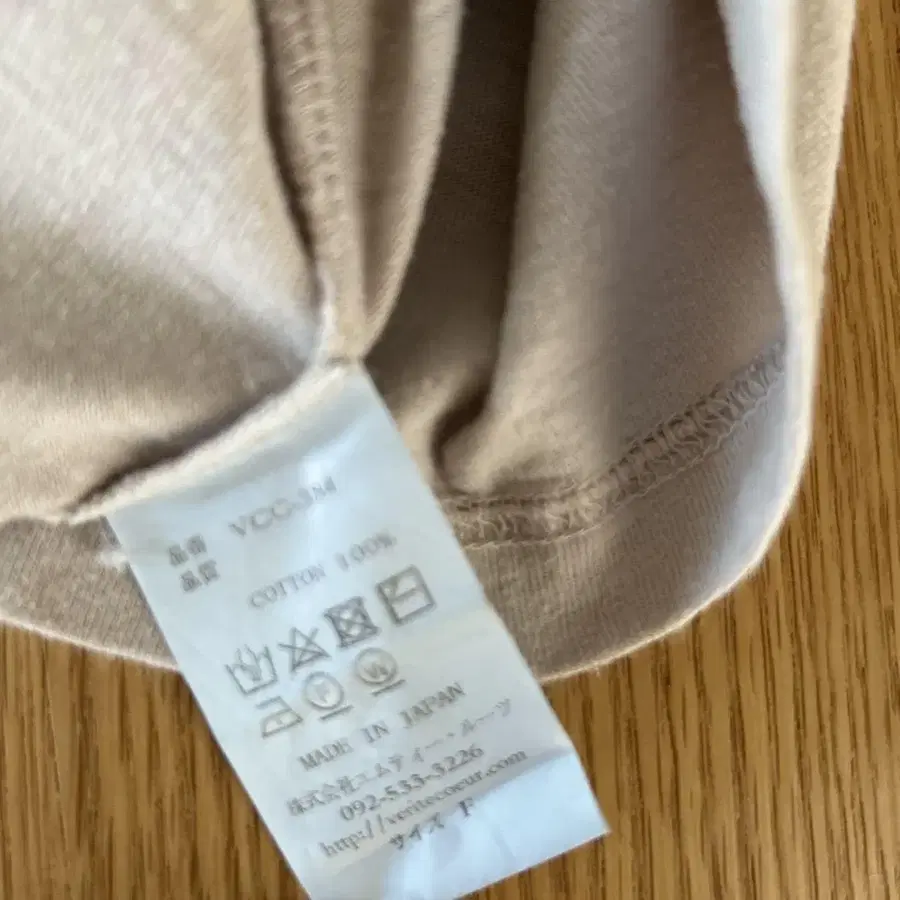 品番 VCC-3M
品質
COTTON 100%
MADE IN JAPAN
株式会社エムティー・ルーツ
092-533-3226
http://veritecoeur.com
サイズ F